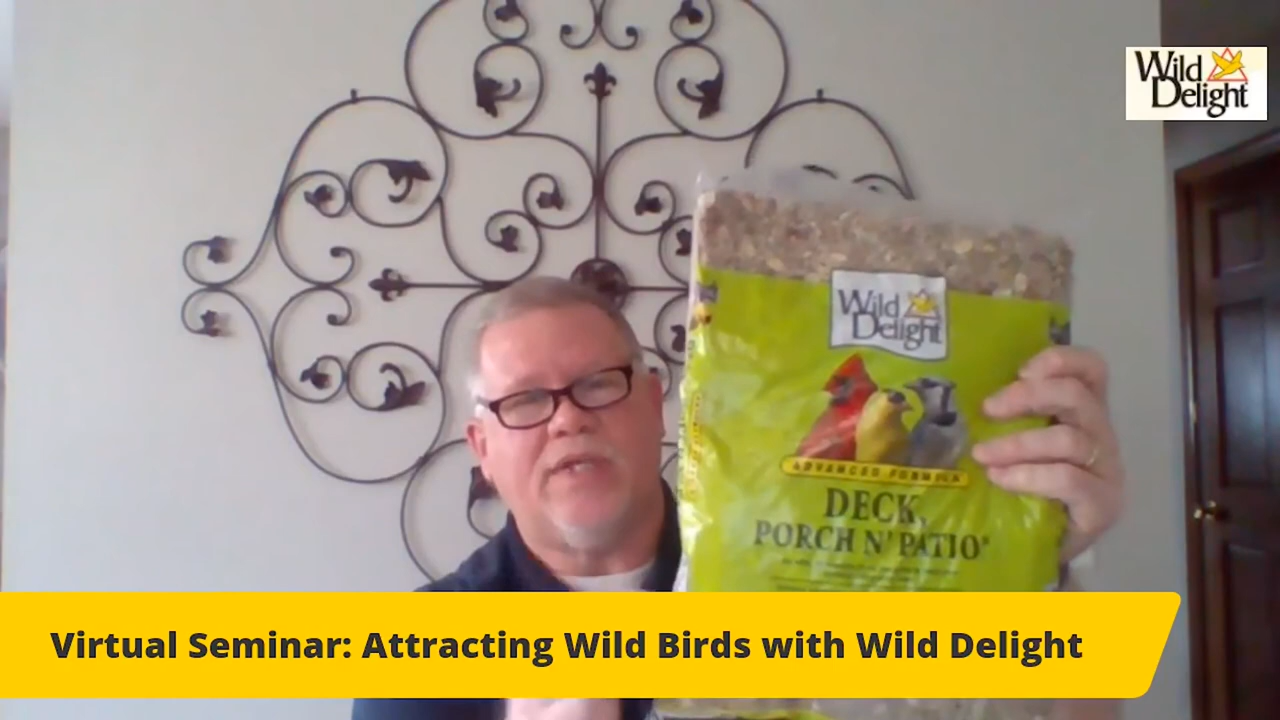 Wild
Delight
Wild
Delight
ADVANCED FORMULA
DECK,
PORCH N' PATIO®
Virtual Seminar: Attracting Wild Birds with Wild Delight